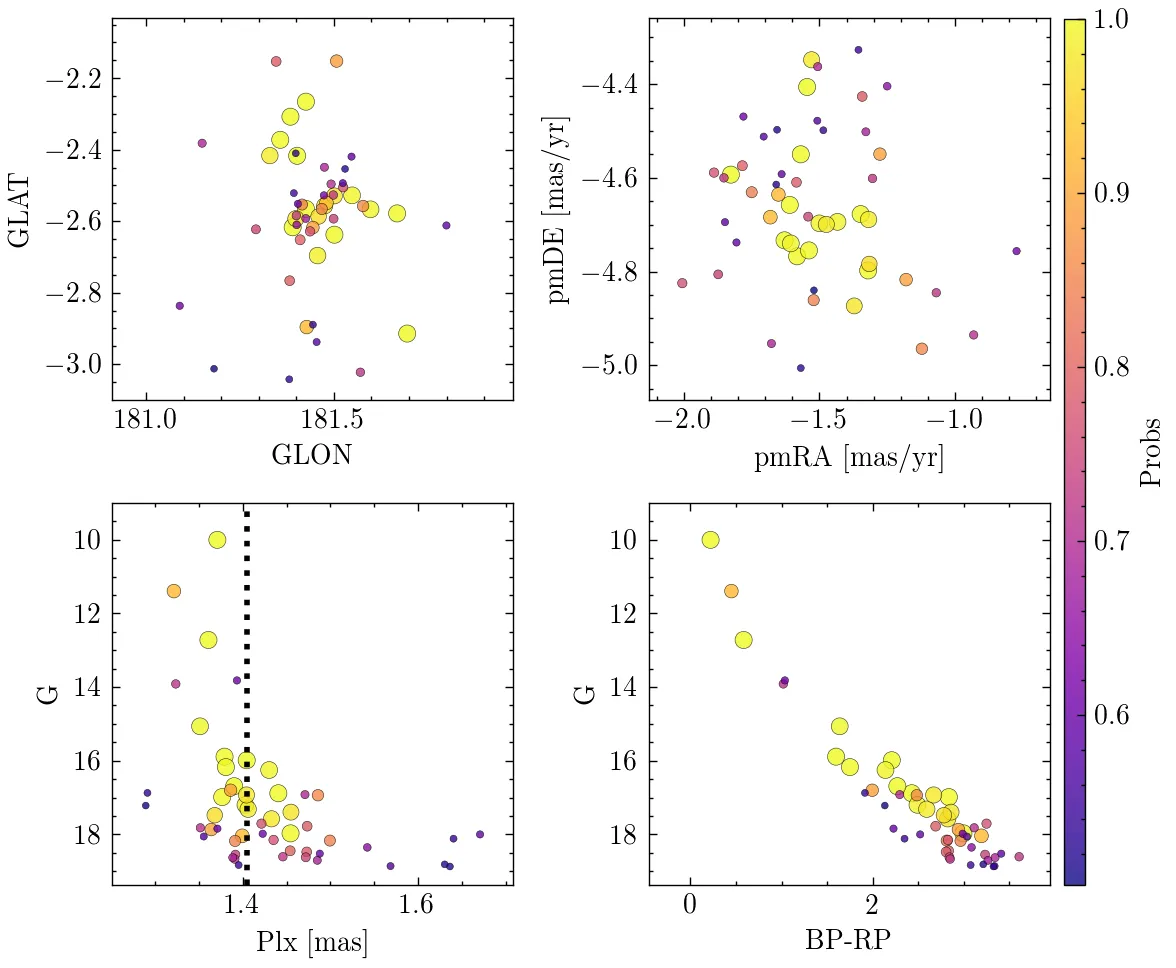 −2.2
−2.4
−2.6
−2.8
−3.0
GLAT
181.0 181.5
GLON
−4.4
−4.6
−4.8
−5.0
pmDE [mas/yr]
−2.0 −1.5 −1.0
pmRA [mas/yr]
1.0
0.9
0.8
0.7
0.6
Probs
10
12
14
16
18
G
1.4 1.6
Plx [mas]
10
12
14
16
18
G
0 2
BP-RP